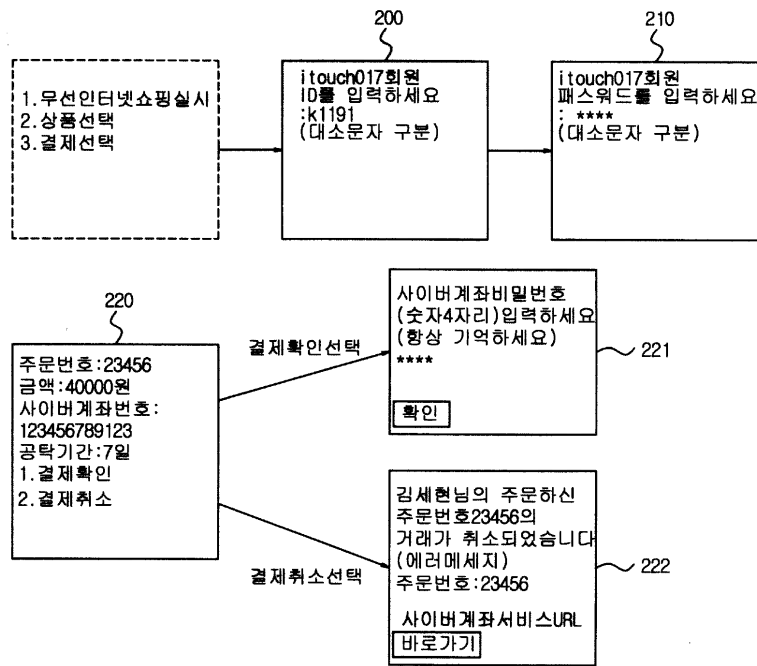 200
210
1.무선인터넷쇼핑실시
2.상품선택
3.결제선택
itouch017회원
ID를 입력하세요
:k1191
(대소문자 구분)
itouch017회원
패스워드를 입력하세요
: ****
(대소문자 구분)
220
주문번호:23456
금액:40000원
사이버계좌번호:
123456789123
공탁기간:7일
1.결제확인
2.결제취소
결제확인선택
사이버계좌비밀번호
(숫자4자리)입력하세요
(항상 기억하세요)
****
확인
221
결제취소선택
김세현님의 주문하신
주문번호23456의
거래가 취소되었습니다
(에러메세지)
주문번호:23456
사이버계좌서비스URL
바로가기
222